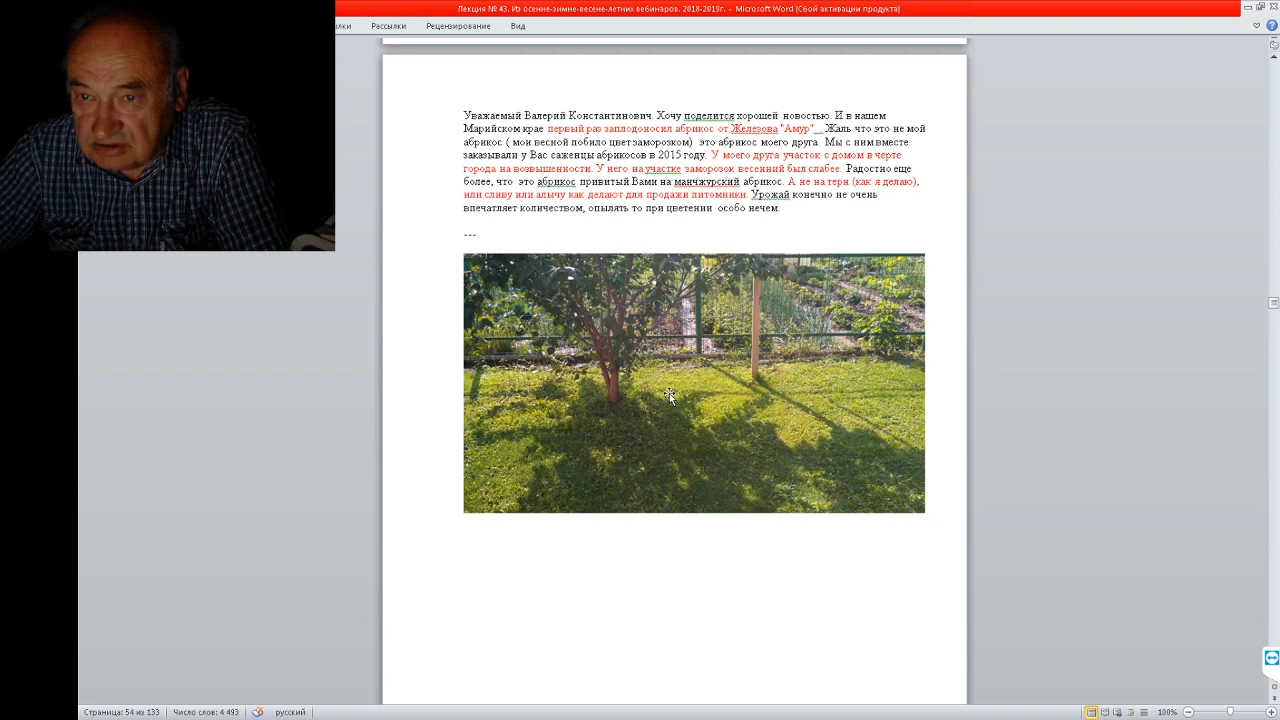 Лекция № 43. Из осенне-зимне-весене-летних вебинаров. 2018-2019г. - Microsoft Word (Сбой активации продукта)
лки Рассылки Рецензирование Вид
Уважаемый Валерий Константинович. Хочу поделится хорошей новостью. И в нашем
Марийском крае первый раз заплодоносил абрикос от Железова "Амур" . Жаль что это не мой
абрикос ( мои весной побило цвет заморозком) это абрикос моего друга. Мы с ним вместе
заказывали у Вас саженцы абрикосов в 2015 году. У моего друга участок с домом в черте
города на возвышенности. У него на участке заморозок весенний был слабее. Радостно еще
более, что это абрикос привитый Вами на манчжурский абрикос. А не на терн (как я делаю),
или сливу или алычу как делают для продажи питомники. Урожай конечно не очень
впечатляет количеством, опылять то при цветении особо нечем.
---
Страница: 54 из 133 Число слов: 4 493 русский 100%